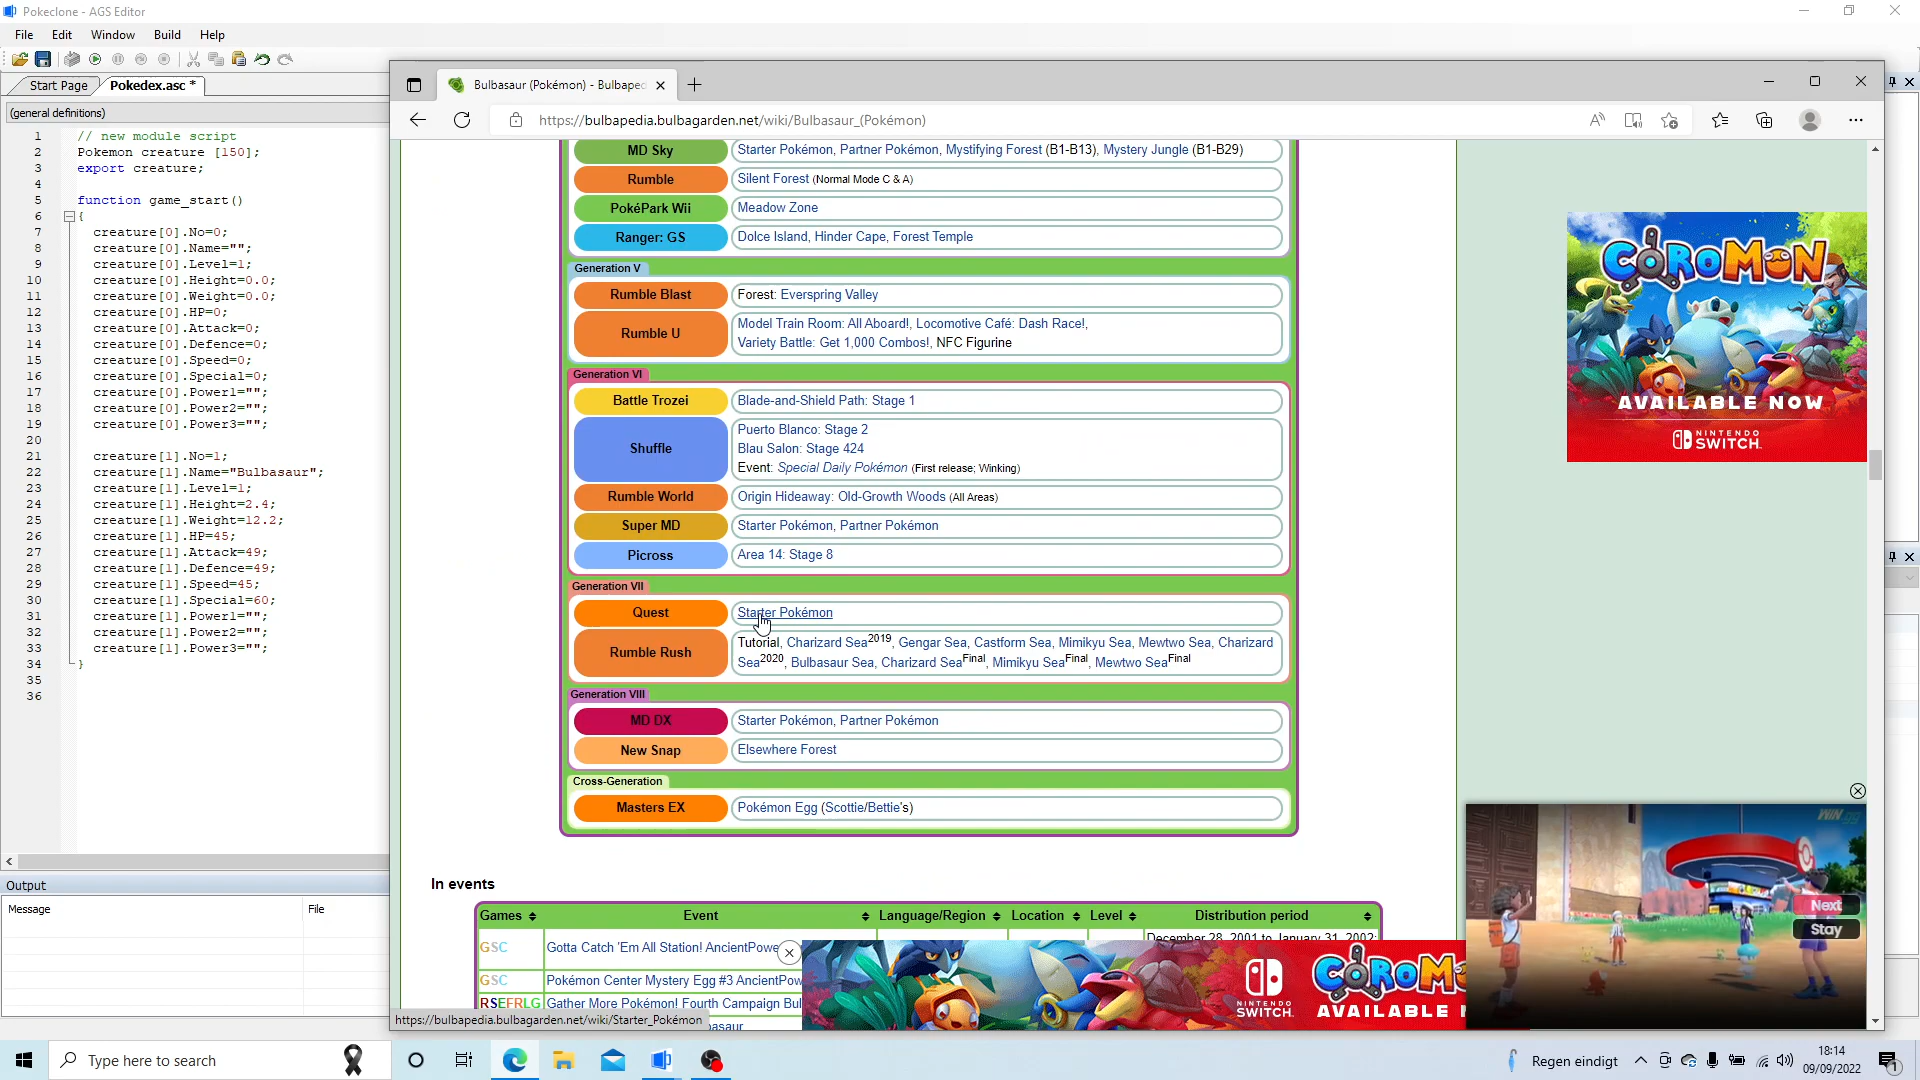 Pokeclone - AGS Editor
File Edit Window Build Help
Start Page Pokedex.asc *
(general definitions)
1 // new module script
2 Pokemon creature [150];
3 export creature;
4
5 function game_start()
6 {
7 creature[0].No=0;
8 creature[0].Name="";
9 creature[0].Level=1;
10 creature[0].Height=0.0;
11 creature[0].Weight=0.0;
12 creature[0].HP=0;
13 creature[0].Attack=0;
14 creature[0].Defence=0;
15 creature[0].Speed=0;
16 creature[0].Special=0;
17 creature[0].Power1="";
18 creature[0].Power2="";
19 creature[0].Power3="";
20
21 creature[1].No=1;
22 creature[1].Name="Bulbasaur";
23 creature[1].Level=1;
24 creature[1].Height=2.4;
25 creature[1].Weight=12.2;
26 creature[1].HP=45;
27 creature[1].Attack=49;
28 creature[1].Defence=49;
29 creature[1].Speed=45;
30 creature[1].Special=60;
31 creature[1].Power1="";
32 creature[1].Power2="";
33 creature[1].Power3="";
34 }
35
36
Output
Message File
Bulbasaur (Pokémon) - Bulbape
https://bulbapedia.bulbagarden.net/wiki/Bulbasaur_(Pokémon)
MD Sky Starter Pokémon, Partner Pokémon, Mystifying Forest (B1-B13), Mystery Jungle (B1-B29)
Rumble Silent Forest (Normal Mode C & A)
PokéPark Wii Meadow Zone
Ranger: GS Dolce Island, Hinder Cape, Forest Temple
Generation V
Rumble Blast Forest: Everspring Valley
Rumble U Model Train Room: All Aboard!, Locomotive Café: Dash Race!,
Variety Battle: Get 1,000 Combos!, NFC Figurine
Generation VI
Battle Trozei Blade-and-Shield Path: Stage 1
Shuffle Puerto Blanco: Stage 2
Blau Salon: Stage 424
Event: Special Daily Pokémon (First release; Winking)
Rumble World Origin Hideaway: Old-Growth Woods (All Areas)
Super MD Starter Pokémon, Partner Pokémon
Picross Area 14: Stage 8
Generation VII
Quest Starter Pokémon
Rumble Rush Tutorial, Charizard Sea2019, Gengar Sea, Castform Sea, Mimikyu Sea, Mewtwo Sea, Charizard
Sea2020, Bulbasaur Sea, Charizard SeaFinal, Mimikyu SeaFinal, Mewtwo SeaFinal
Generation VIII
MD DX Starter Pokémon, Partner Pokémon
New Snap Elsewhere Forest
Cross-Generation
Masters EX Pokémon Egg (Scottie/Bettie's)
In events
Games Event Language/Region Location Level Distribution period
December 28, 2001 to January 31, 2002;
GSC Gotta Catch 'Em All Station! AncientPowe
GSC Pokémon Center Mystery Egg #3 AncientPow
RSEFRLG Gather More Pokémon! Fourth Campaign Bul
basaur
https://bulbapedia.bulbagarden.net/wiki/Starter_Pokémon
COROMON
AVAILABLE NOW
NINTENDO
SWITCH
NINTENDO
SWITCH
COROM
AVAILABLE
WIN.gg
Next
Stay
Type here to search
Regen eindigt
18:14
09/09/2022
1